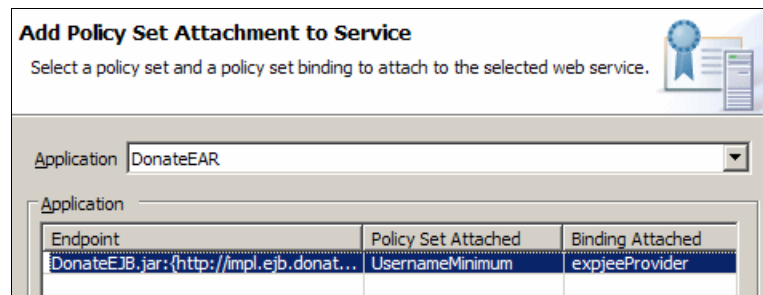 Add Policy Set Attachment to Service
Select a policy set and a policy set binding to attach to the selected web service.
Application DonateEAR
Application
Endpoint Policy Set Attached Binding Attached
DonateEJB.jar:{http://impl.ejb.donat... UsernameMinimum expjeeProvider